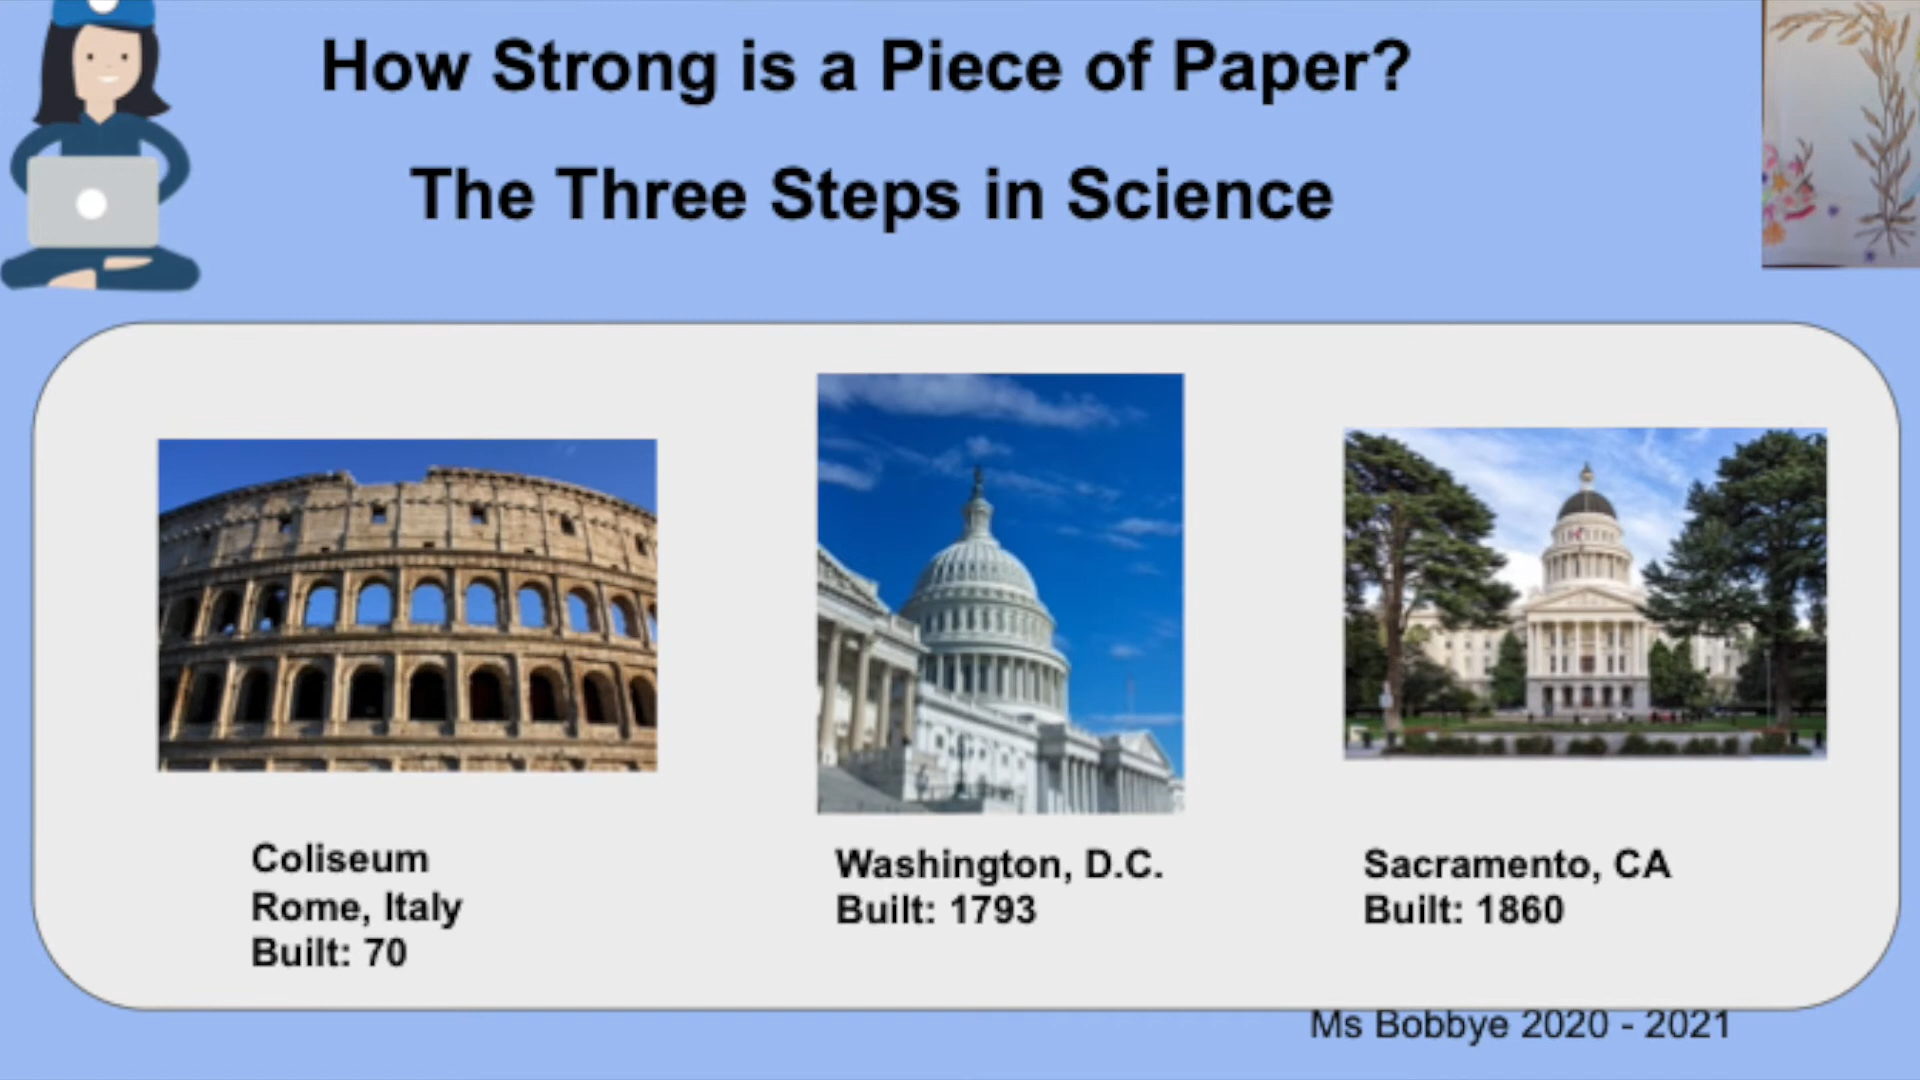 How Strong is a Piece of Paper?
The Three Steps in Science
Coliseum
Rome, Italy
Built: 70
Washington, D.C.
Built: 1793
Sacramento, CA
Built: 1860
Ms Bobbye 2020 - 2021